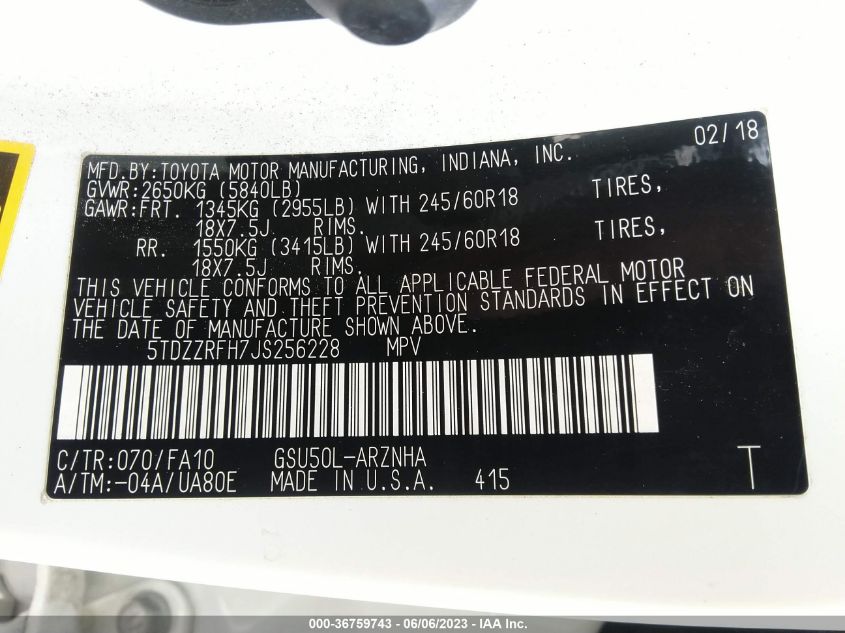 02/18
MFD.BY:TOYOTA MOTOR MANUFACTURING, INDIANA, INC.
GVWR:2650KG (5840LB)
GAWR:FRT. 1345KG (2955LB) WITH 245/60R18 TIRES,
18X7.5J RIMS.
RR. 1550KG (3415LB) WITH 245/60R18 TIRES,
18X7.5J RIMS.
THIS VEHICLE CONFORMS TO ALL APPLICABLE FEDERAL MOTOR
VEHICLE SAFETY AND THEFT PREVENTION STANDARDS IN EFFECT ON
THE DATE OF MANUFACTURE SHOWN ABOVE.
5TDZZRFH7JS256228 MPV
C/TR:070/FA10 GSU50L-ARZNHA
A/TM:-04A/UA80E MADE IN U.S.A. 415 T
000-36759743 - 06/06/2023 - IAA Inc.